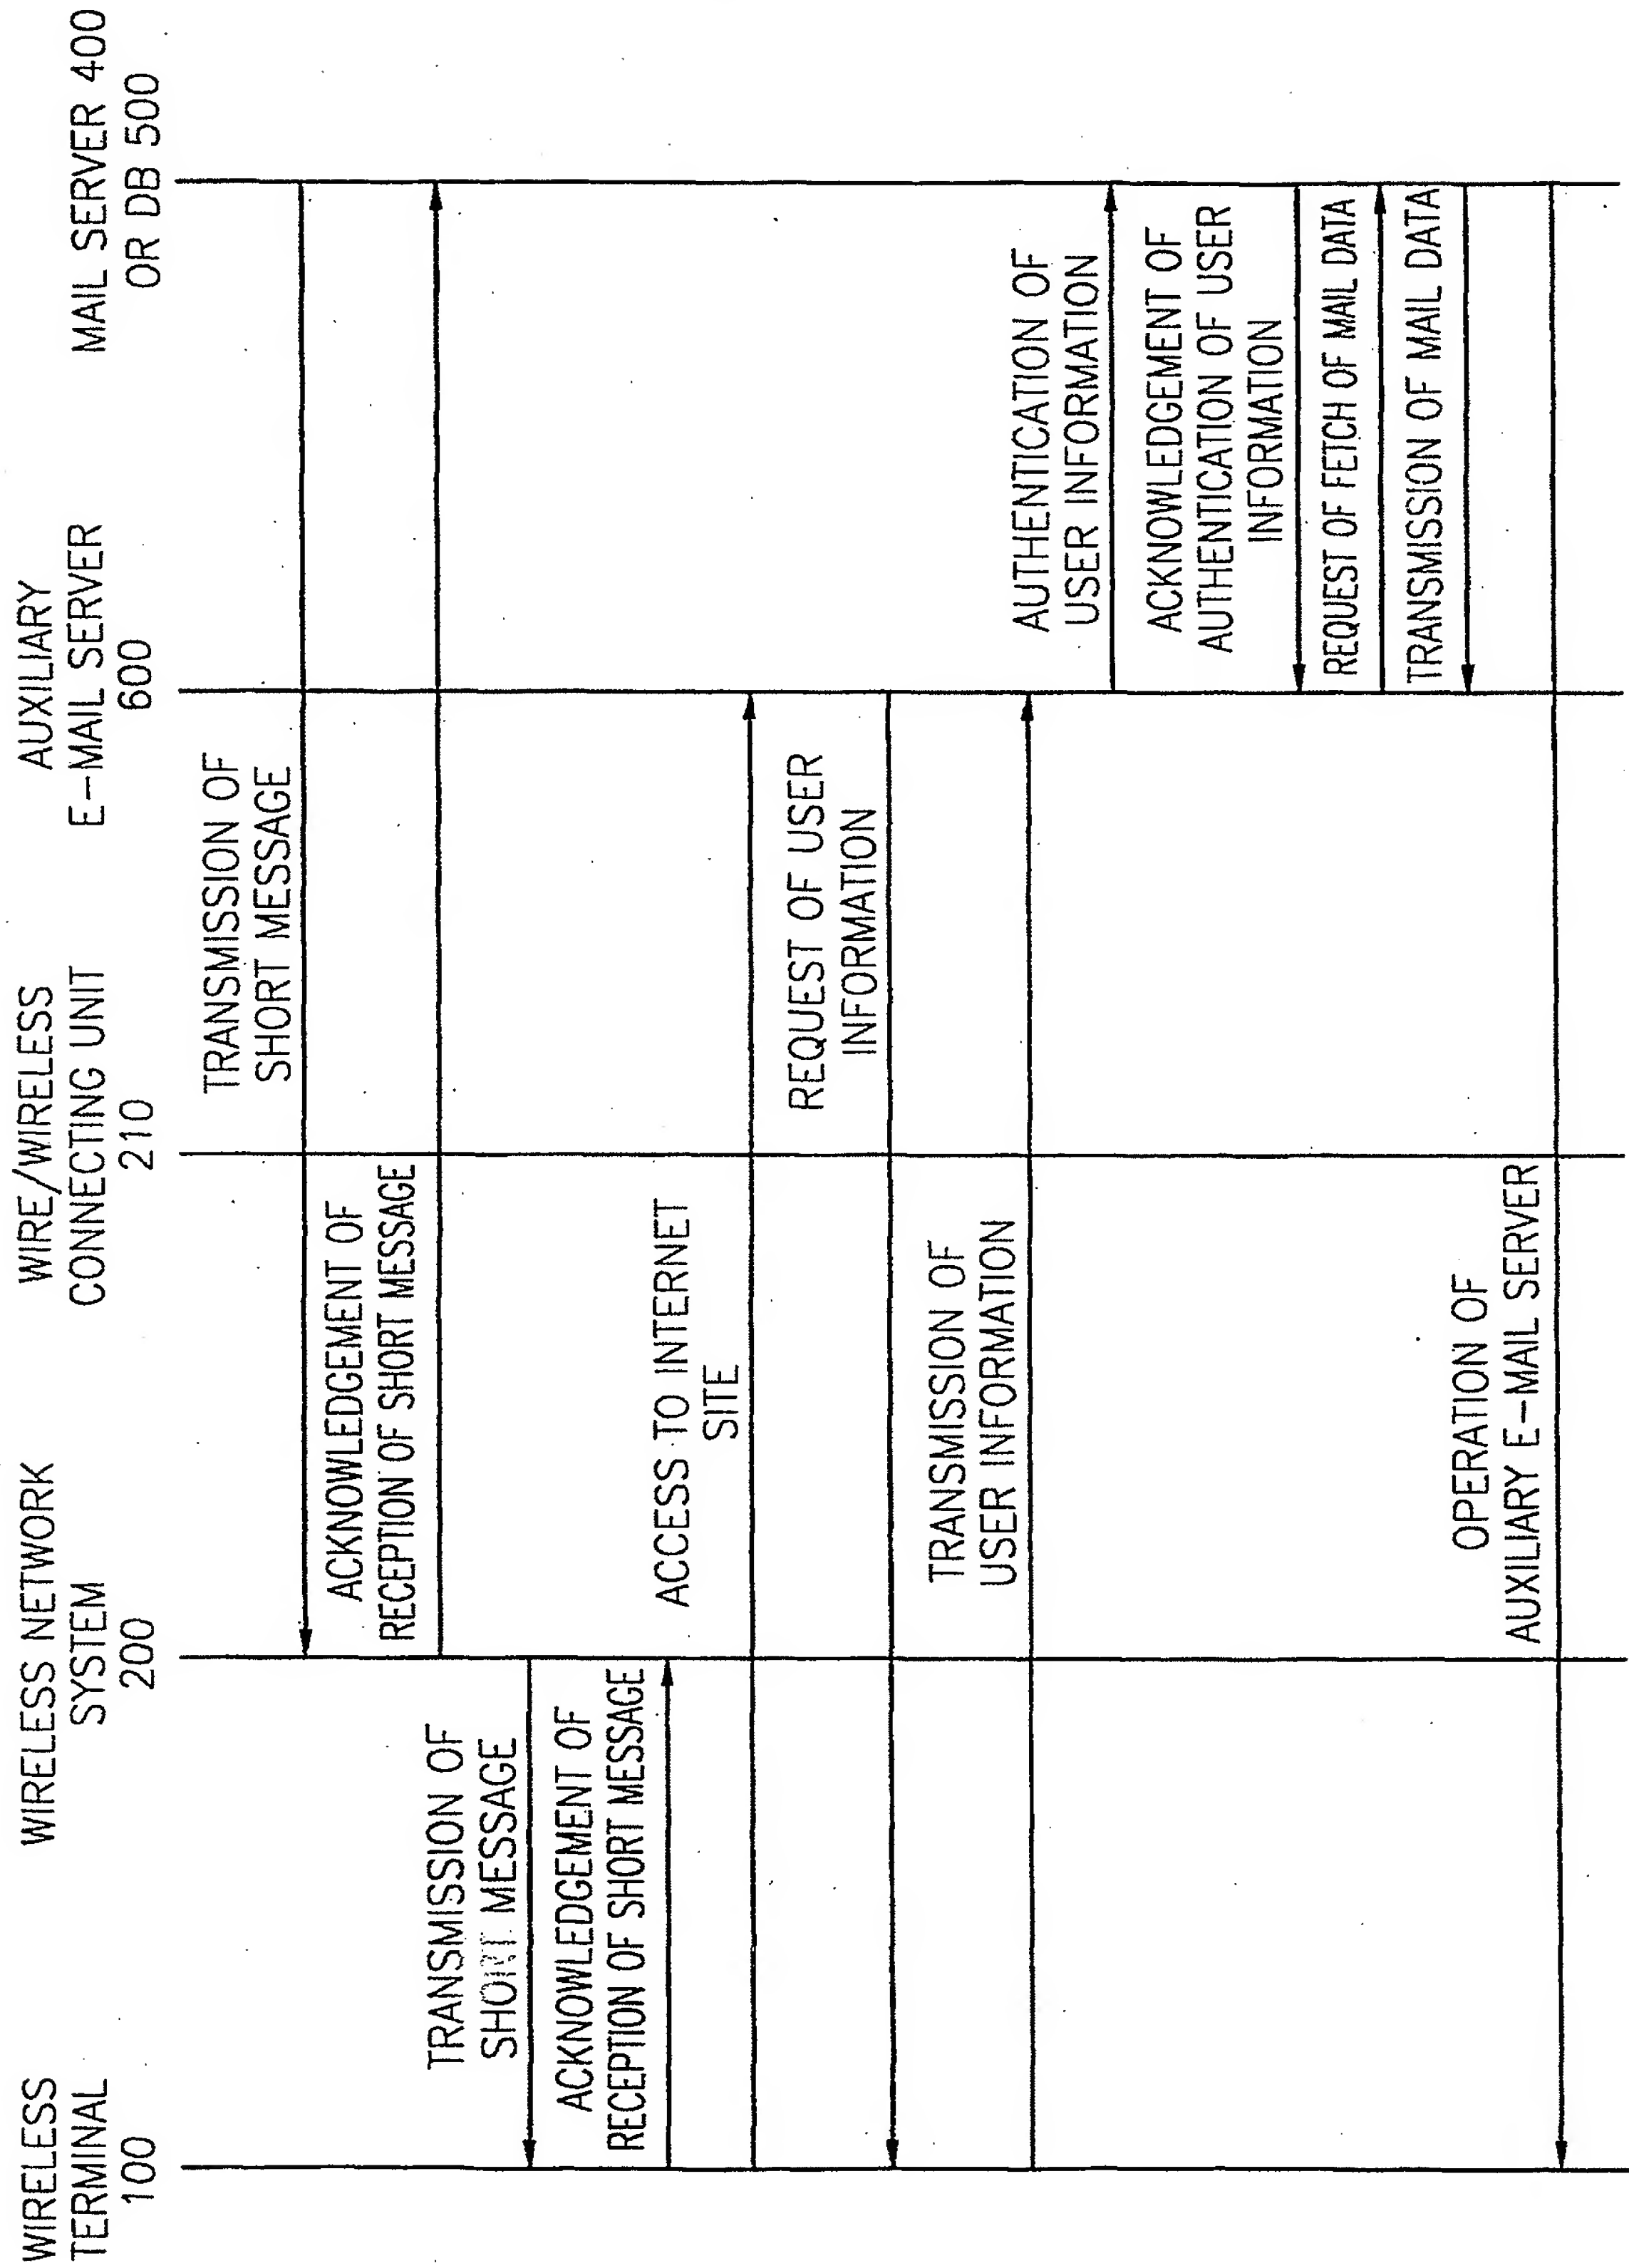 WIRELESS
TERMINAL
100
WIRELESS NETWORK
SYSTEM
200
WIRE/WIRELESS
CONNECTING UNIT
210
AUXILIARY
E-MAIL SERVER
600
MAIL SERVER 400
OR DB 500
TRANSMISSION OF
SHORT MESSAGE
ACKNOWLEDGEMENT OF
RECEPTION OF SHORT MESSAGE
TRANSMISSION OF
SHORT MESSAGE
ACKNOWLEDGEMENT OF
RECEPTION OF SHORT MESSAGE
ACCESS TO INTERNET
SITE
REQUEST OF USER
INFORMATION
TRANSMISSION OF
USER INFORMATION
AUTHENTICATION OF
USER INFORMATION
ACKNOWLEDGEMENT OF
AUTHENTICATION OF USER
INFORMATION
REQUEST OF FETCH OF MAIL DATA
TRANSMISSION OF MAIL DATA
OPERATION OF
AUXILIARY E-MAIL SERVER